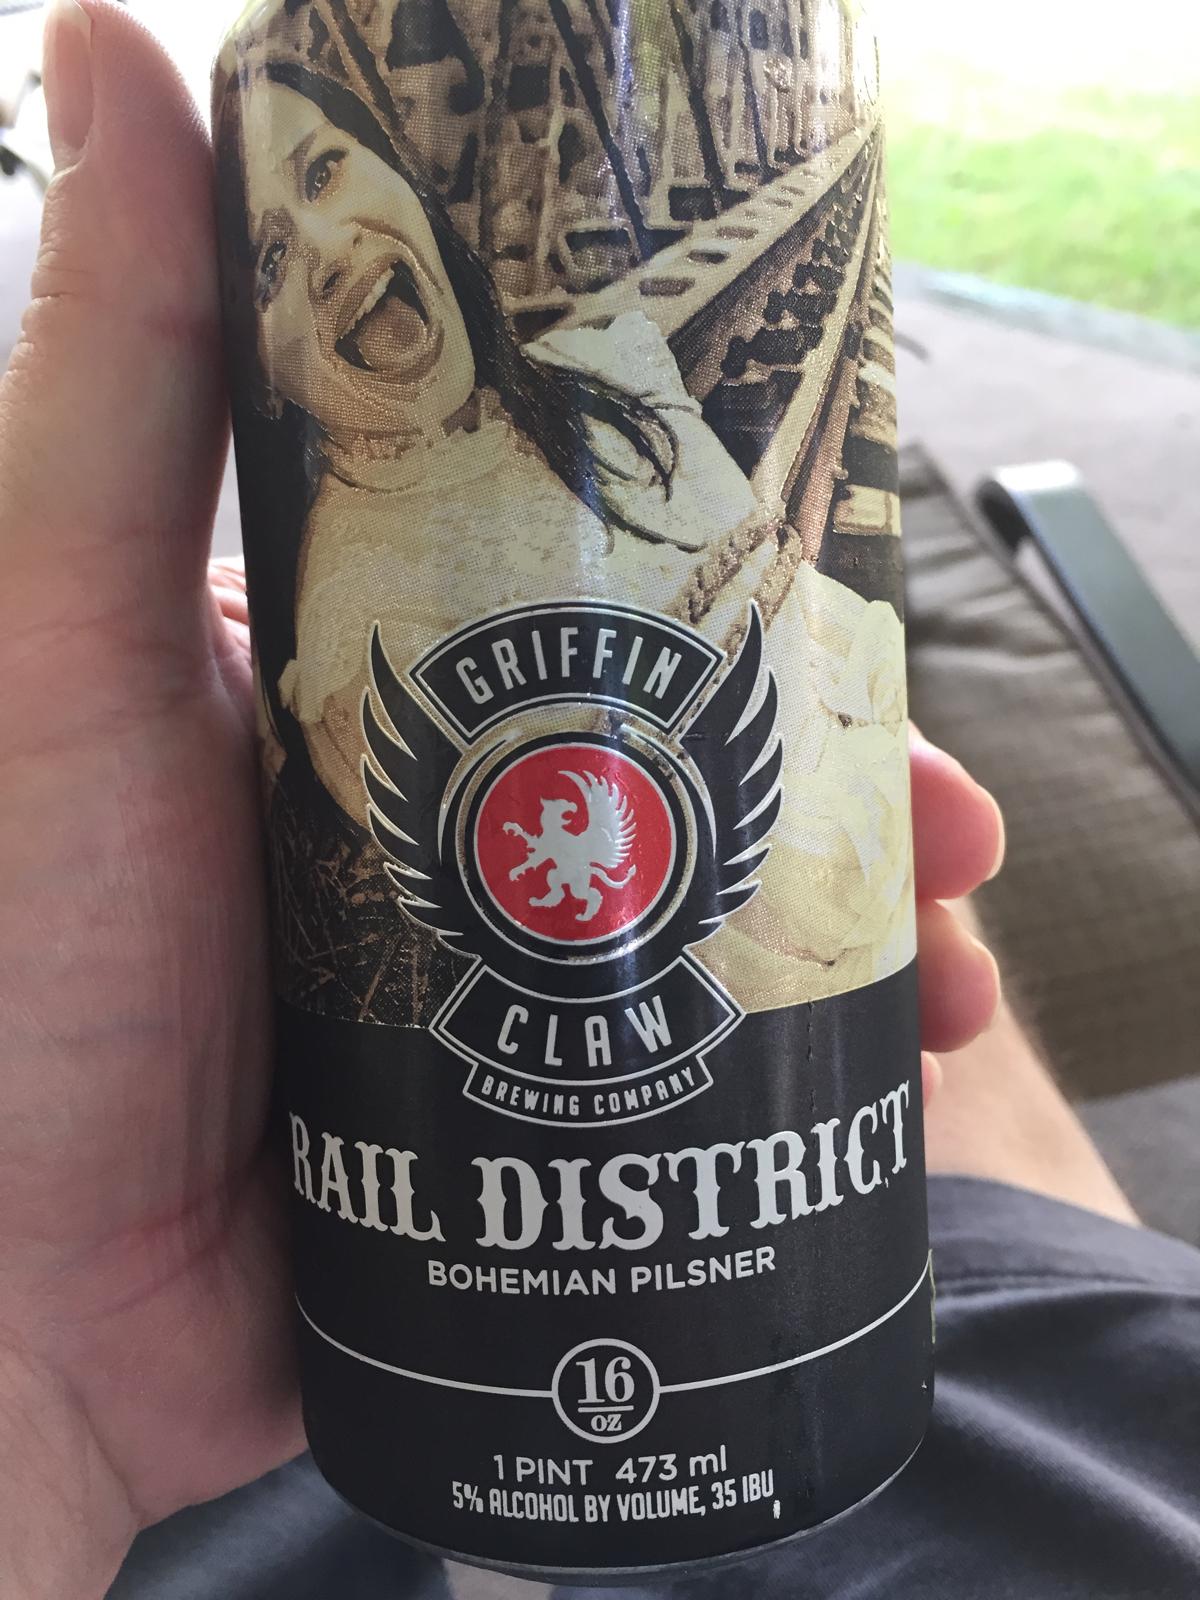 GRIFFIN
CLAW
BREWING COMPANY
RAIL DISTRICT
BOHEMIAN PILSNER
16
OZ
1 PINT 473 ml
5% ALCOHOL BY VOLUME, 35 IBU